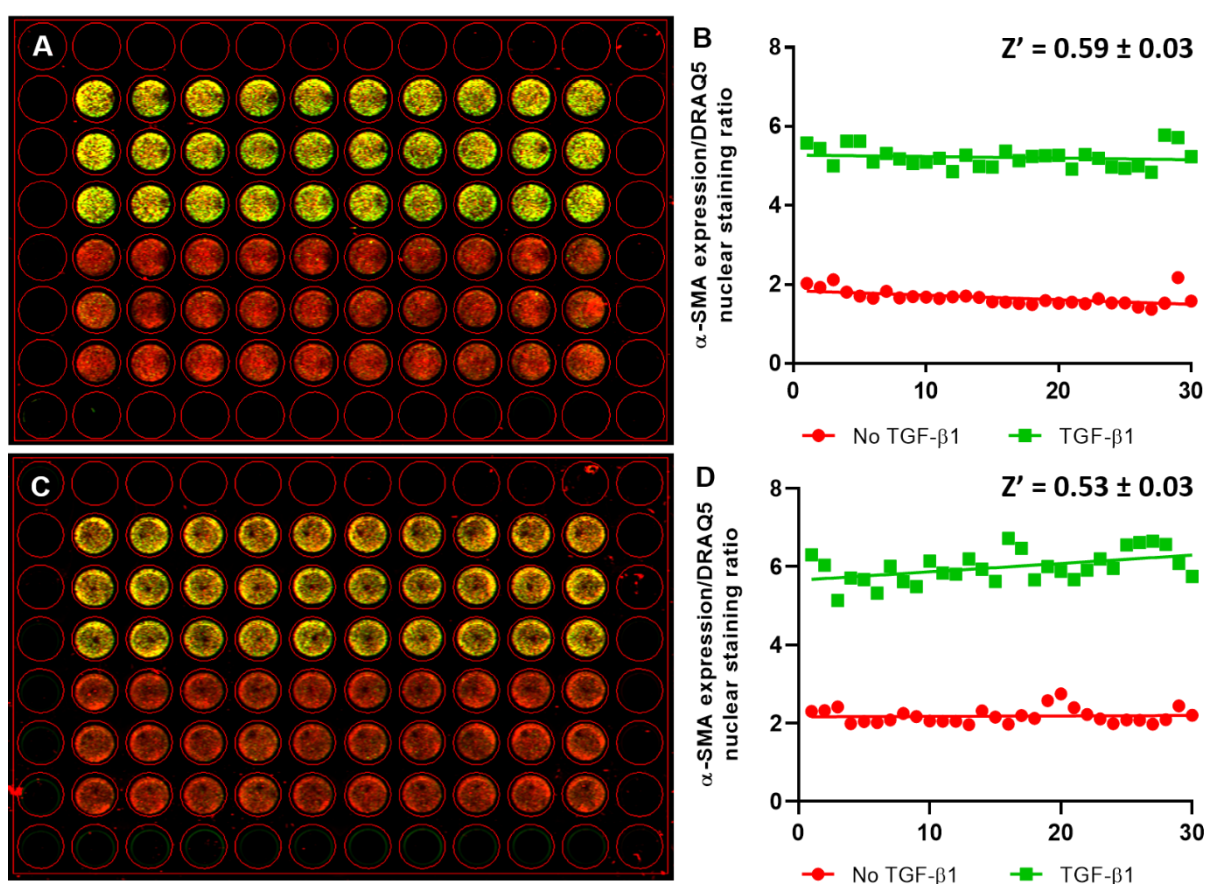 A
B
Z’ = 0.59 ± 0.03
α-SMA expression/DRAQ5
nuclear staining ratio
8
6
4
2
0
0 10 20 30
No TGF-β1 TGF-β1
C
D
Z’ = 0.53 ± 0.03
α-SMA expression/DRAQ5
nuclear staining ratio
8
6
4
2
0
0 10 20 30
No TGF-β1 TGF-β1